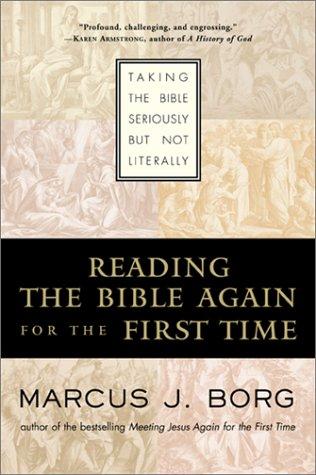 "Profound, challenging, and engrossing."
—KAREN ARMSTRONG, author of A History of God
TAKING
THE BIBLE
SERIOUSLY
BUT NOT
LITERALLY
READING
THE BIBLE AGAIN
FOR THE FIRST TIME
MARCUS J. BORG
author of the bestselling Meeting Jesus Again for the First Time